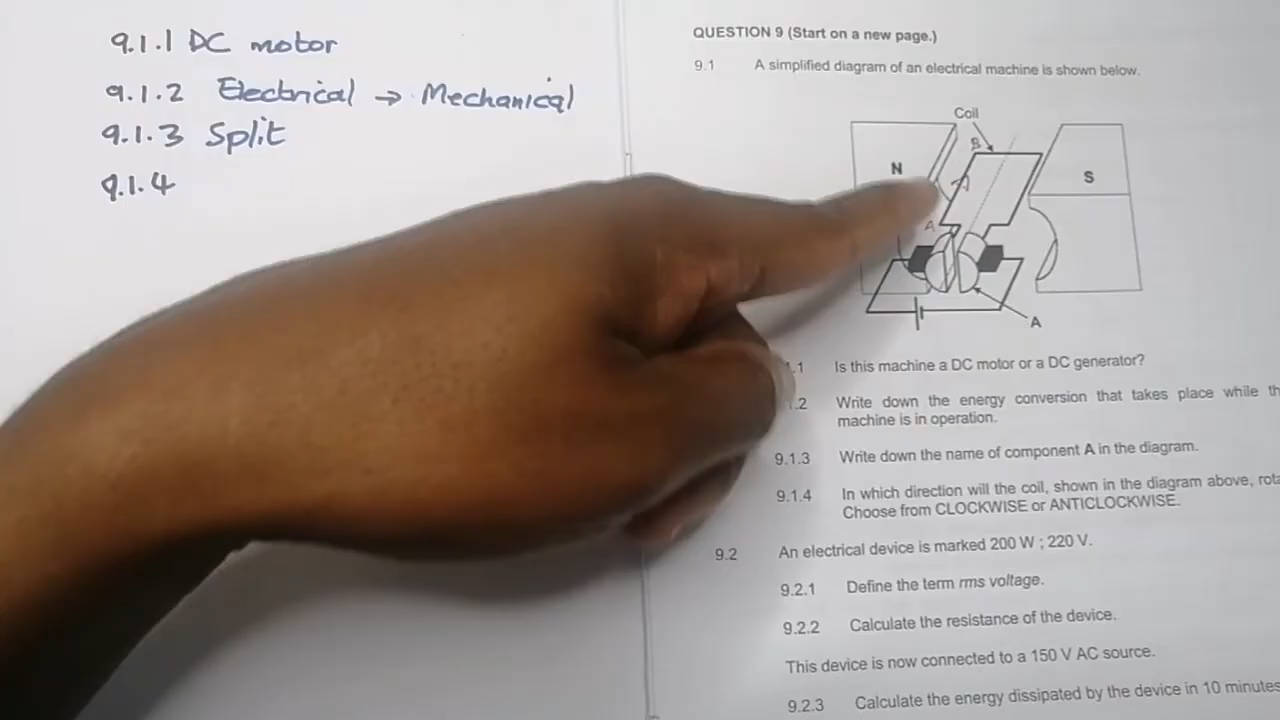 9.1.1 DC motor
9.1.2 Electrical → Mechanical
9.1.3 Split
9.1.4
QUESTION 9 (Start on a new page.)
9.1 A simplified diagram of an electrical machine is shown below.
Coil
B
N
S
A
A
.1 Is this machine a DC motor or a DC generator?
.2 Write down the energy conversion that takes place while th
machine is in operation.
9.1.3 Write down the name of component A in the diagram.
9.1.4 In which direction will the coil, shown in the diagram above, rota
Choose from CLOCKWISE or ANTICLOCKWISE.
9.2 An electrical device is marked 200 W ; 220 V.
9.2.1 Define the term rms voltage.
9.2.2 Calculate the resistance of the device.
This device is now connected to a 150 V AC source.
9.2.3 Calculate the energy dissipated by the device in 10 minutes